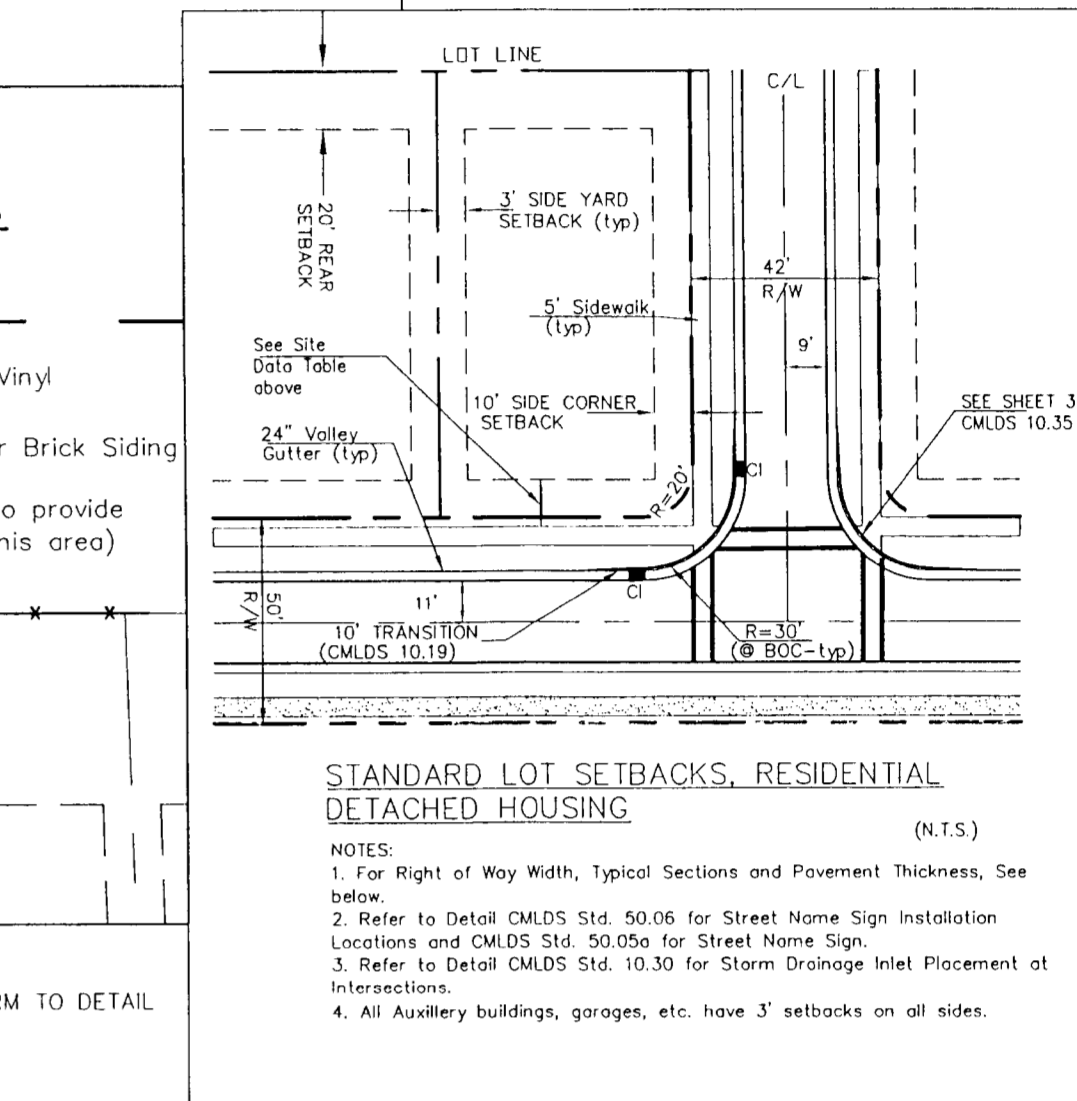 LOT LINE
C/L
20' REAR
SETBACK
3' SIDE YARD
SETBACK (typ)
42'
R/W
5' Sidewalk
(typ)
9'
See Site
Data Table
above
10' SIDE CORNER
SETBACK
SEE SHEET 3
CMLDS 10.35
24" Valley
Gutter (typ)
CI
R=20'
50'
R/W
11'
CI
10' TRANSITION
(CMLDS 10.19)
R=30'
(@ BOC-typ)
Vinyl
r Brick Siding
o provide
his area)
RM TO DETAIL
STANDARD LOT SETBACKS, RESIDENTIAL
DETACHED HOUSING
(N.T.S.)
NOTES:
1. For Right of Way Width, Typical Sections and Pavement Thickness, See
below.
2. Refer to Detail CMLDS Std. 50.06 for Street Name Sign Installation
Locations and CMLDS Std. 50.05a for Street Name Sign.
3. Refer to Detail CMLDS Std. 10.30 for Storm Drainage Inlet Placement at
Intersections.
4. All Auxillery buildings, garages, etc. have 3' setbacks on all sides.